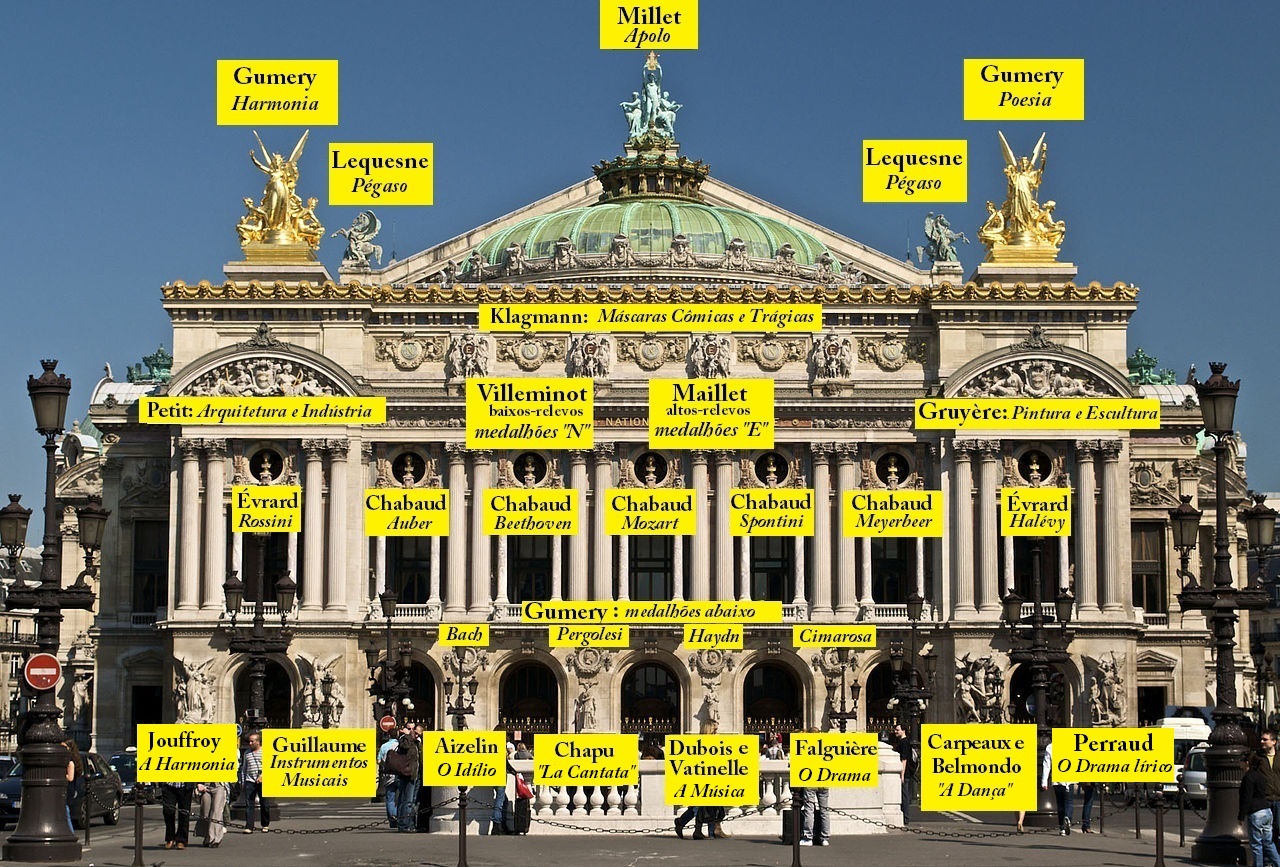 Millet
Apolo
Gumery
Harmonia
Gumery
Poesia
Lequesne
Pégaso
Lequesne
Pégaso
Klagmann: Máscaras Cômicas e Trágicas
Villeminot
baixos-relevos
medalhões "N"
Maillet
altos-relevos
medalhões "E"
Petit: Arquitetura e Indústria
Gruyère: Pintura e Escultura
NATION
Évrard
Rossini
Chabaud
Auber
Chabaud
Beethoven
Chabaud
Mozart
Chabaud
Spontini
Chabaud
Meyerbeer
Évrard
Halévy
Gumery : medalhões abaixo
Bach
Pergolesi
Haydn
Cimarosa
Jouffroy
A Harmonia
Guillaume
Instrumentos
Musicais
Aizelin
O Idílio
Chapu
"La Cantata"
Dubois e
Vatinelle
A Música
Falguière
O Drama
Carpeaux e
Belmondo
"A Dança"
Perraud
O Drama lírico